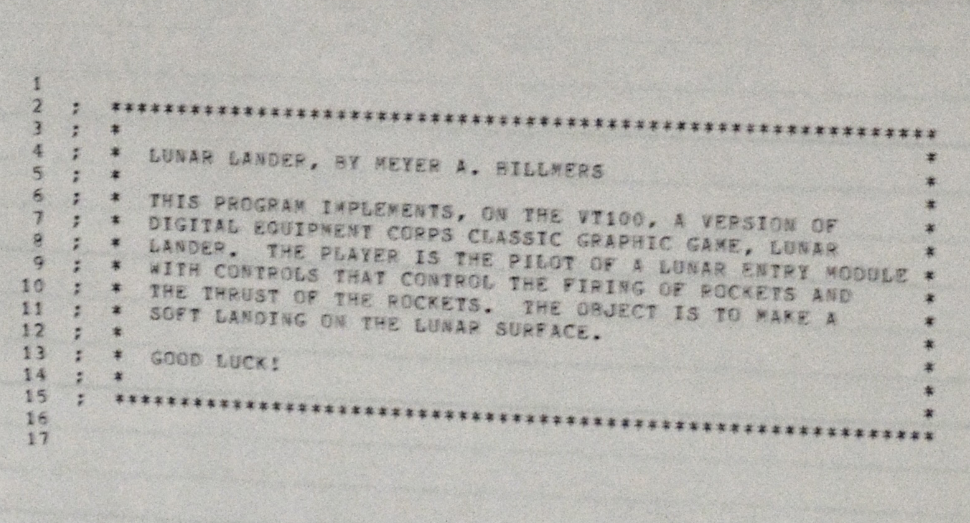 1
2 ; ****************************************************************
3 ; * *
4 ; * LUNAR LANDER, BY MEYER A. BILLMERS *
5 ; * *
6 ; * THIS PROGRAM IMPLEMENTS, ON THE VT100, A VERSION OF *
7 ; * DIGITAL EQUIPMENT CORPS CLASSIC GRAPHIC GAME, LUNAR *
8 ; * LANDER. THE PLAYER IS THE PILOT OF A LUNAR ENTRY MODULE *
9 ; * WITH CONTROLS THAT CONTROL THE FIRING OF ROCKETS AND *
10 ; * THE THRUST OF THE ROCKETS. THE OBJECT IS TO MAKE A *
11 ; * SOFT LANDING ON THE LUNAR SURFACE. *
12 ; * *
13 ; * GOOD LUCK! *
14 ; * *
15 ; ****************************************************************
16
17